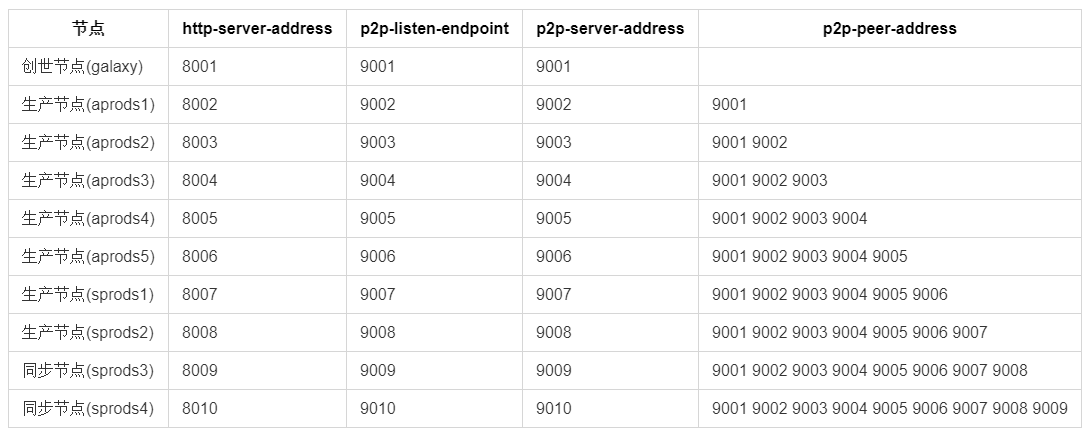 节点 http-server-address p2p-listen-endpoint p2p-server-address p2p-peer-address
创世节点(galaxy) 8001 9001 9001
生产节点(aprods1) 8002 9002 9002 9001
生产节点(aprods2) 8003 9003 9003 9001 9002
生产节点(aprods3) 8004 9004 9004 9001 9002 9003
生产节点(aprods4) 8005 9005 9005 9001 9002 9003 9004
生产节点(aprods5) 8006 9006 9006 9001 9002 9003 9004 9005
生产节点(sprods1) 8007 9007 9007 9001 9002 9003 9004 9005 9006
生产节点(sprods2) 8008 9008 9008 9001 9002 9003 9004 9005 9006 9007
同步节点(sprods3) 8009 9009 9009 9001 9002 9003 9004 9005 9006 9007 9008
同步节点(sprods4) 8010 9010 9010 9001 9002 9003 9004 9005 9006 9007 9008 9009